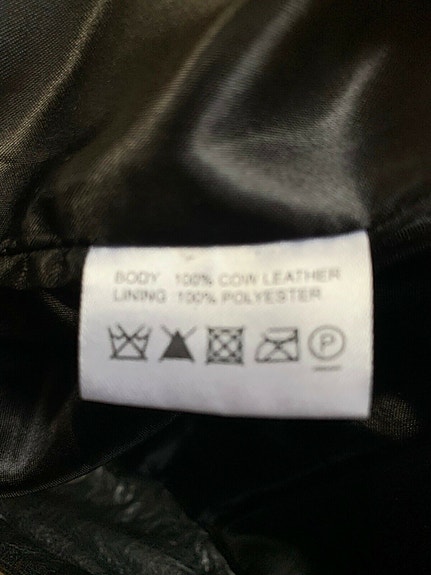 BODY 100% COW LEATHER
LINING 100% POLYESTER
P